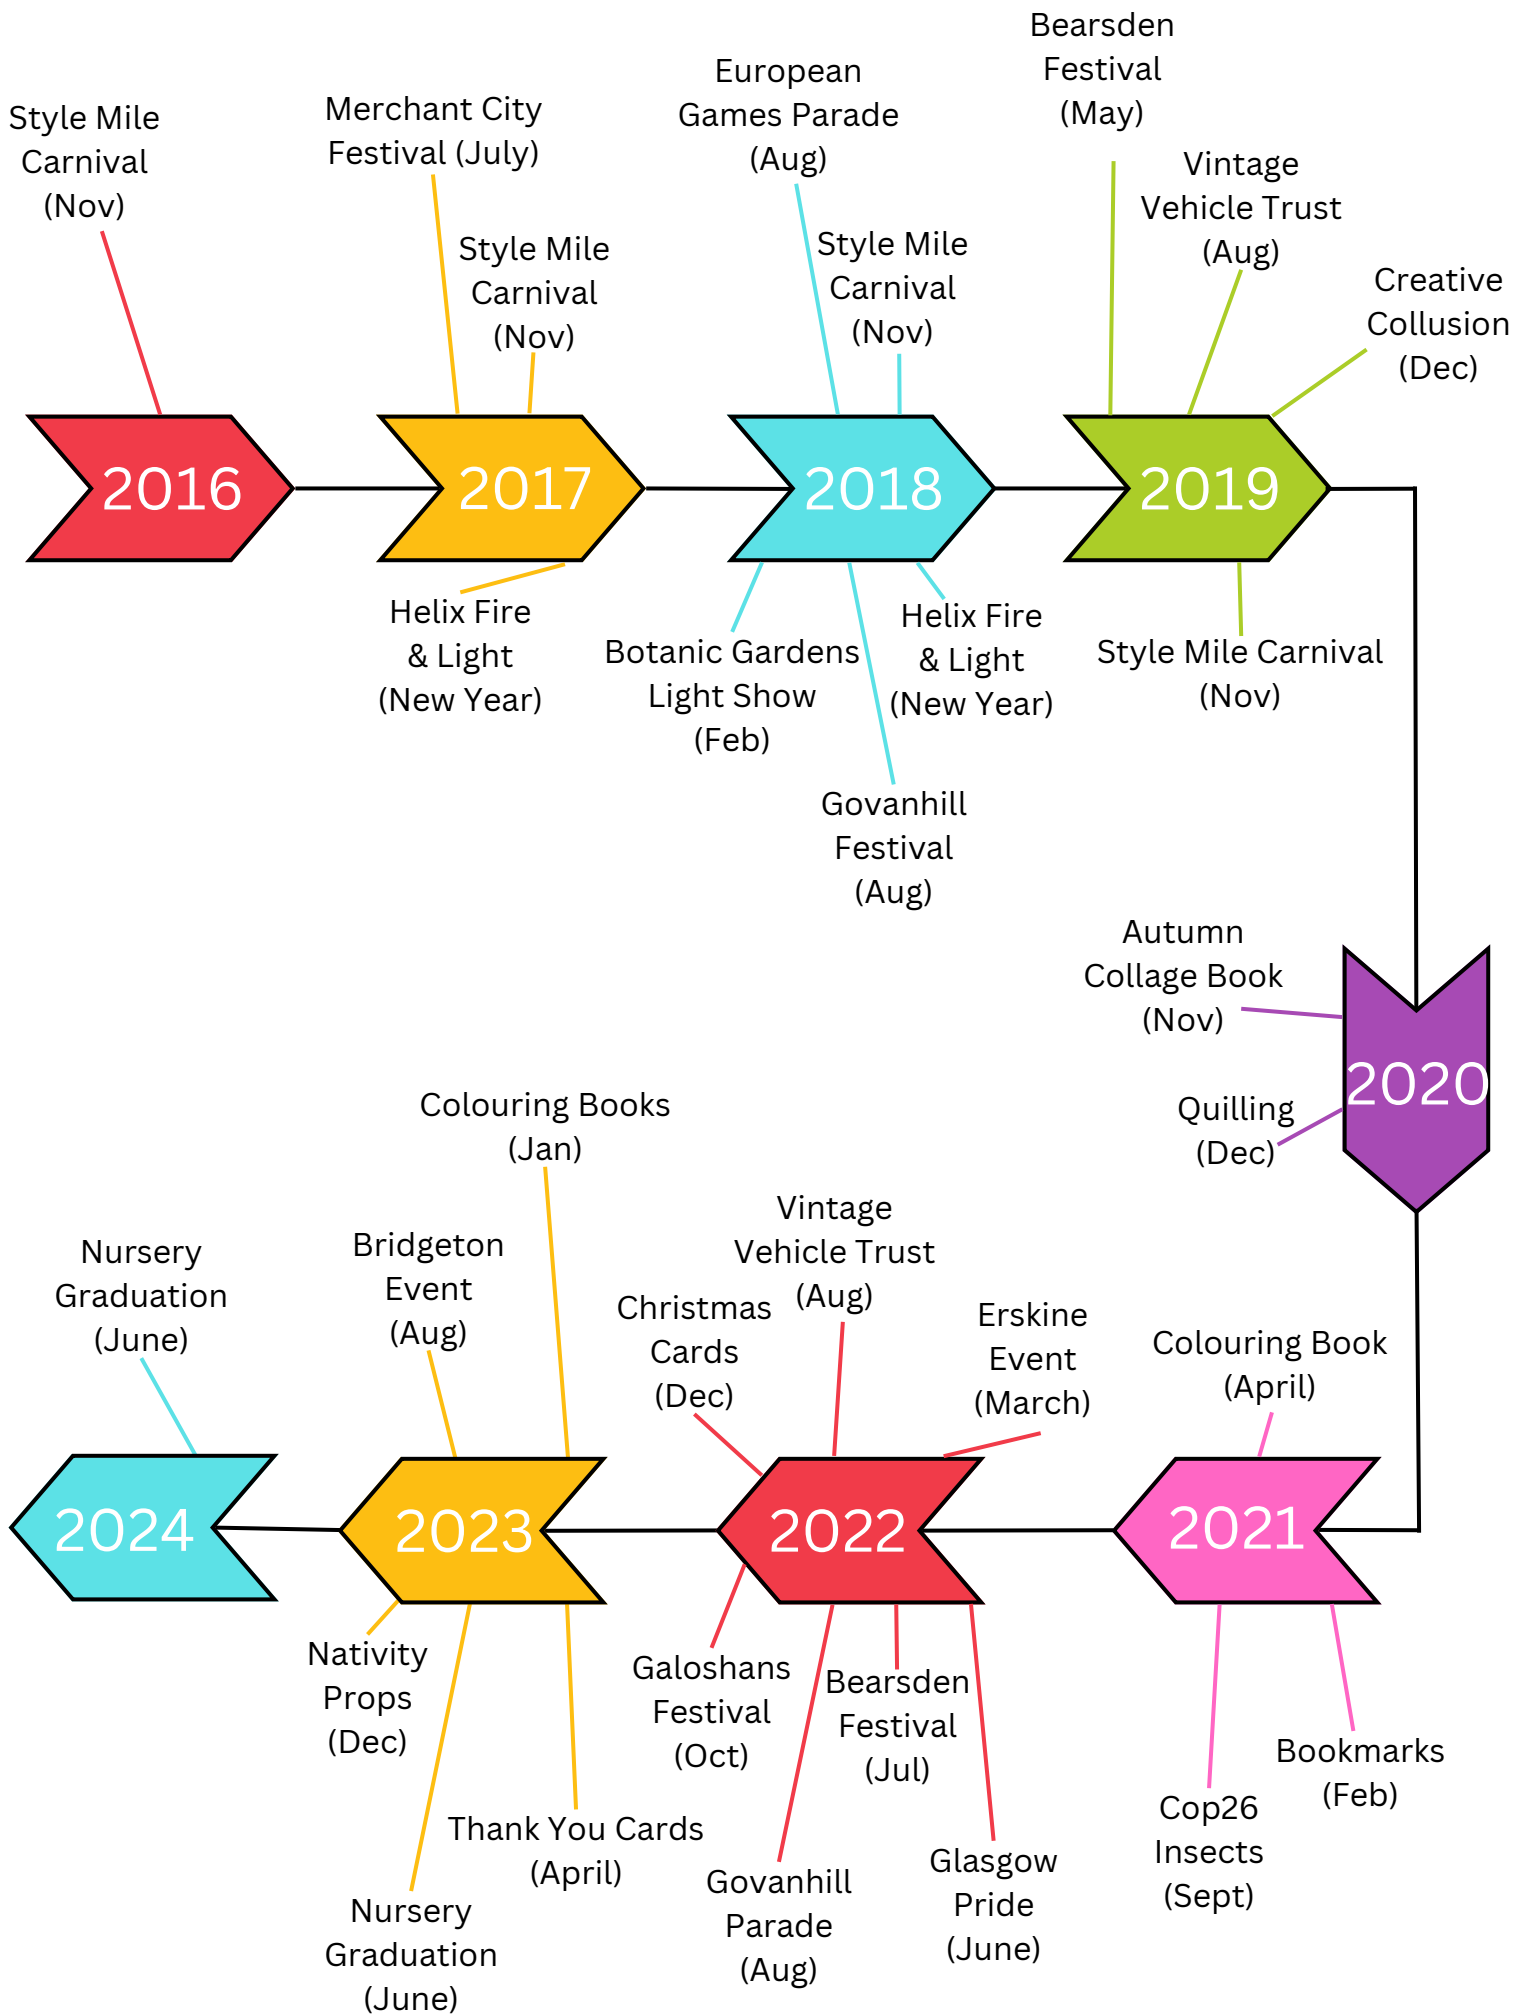 Style Mile
Carnival
(Nov)
2016
Merchant City
Festival (July)
Style Mile
Carnival
(Nov)
2017
Helix Fire
& Light
(New Year)
European
Games Parade
(Aug)
Style Mile
Carnival
(Nov)
2018
Botanic Gardens
Light Show
(Feb)
Govanhill
Festival
(Aug)
Helix Fire
& Light
(New Year)
Bearsden
Festival
(May)
Vintage
Vehicle Trust
(Aug)
Creative
Collusion
(Dec)
2019
Style Mile Carnival
(Nov)
Autumn
Collage Book
(Nov)
2020
Quilling
(Dec)
Colouring Book
(April)
2021
Bookmarks
(Feb)
Cop26
Insects
(Sept)
Erskine
Event
(March)
Vintage
Vehicle Trust
(Aug)
Christmas
Cards
(Dec)
2022
Glasgow
Pride
(June)
Bearsden
Festival
(Jul)
Govanhill
Parade
(Aug)
Galoshans
Festival
(Oct)
Colouring Books
(Jan)
Bridgeton
Event
(Aug)
2023
Thank You Cards
(April)
Nursery
Graduation
(June)
Nativity
Props
(Dec)
Nursery
Graduation
(June)
2024